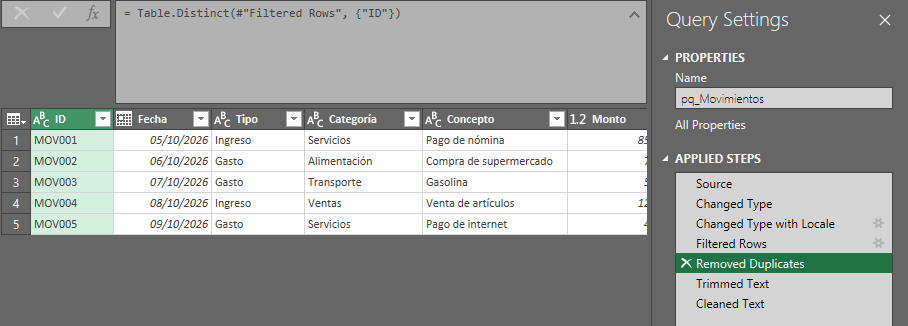 = Table.Distinct(#"Filtered Rows", {"ID"})
ID Fecha Tipo Categoría Concepto 1.2 Monto
1 MOV001 05/10/2026 Ingreso Servicios Pago de nómina
2 MOV002 06/10/2026 Gasto Alimentación Compra de supermercado
3 MOV003 07/10/2026 Gasto Transporte Gasolina
4 MOV004 08/10/2026 Ingreso Ventas Venta de artículos
5 MOV005 09/10/2026 Gasto Servicios Pago de internet
Query Settings
PROPERTIES
Name
pq_Movimientos
All Properties
APPLIED STEPS
Source
Changed Type
Changed Type with Locale
Filtered Rows
Removed Duplicates
Trimmed Text
Cleaned Text